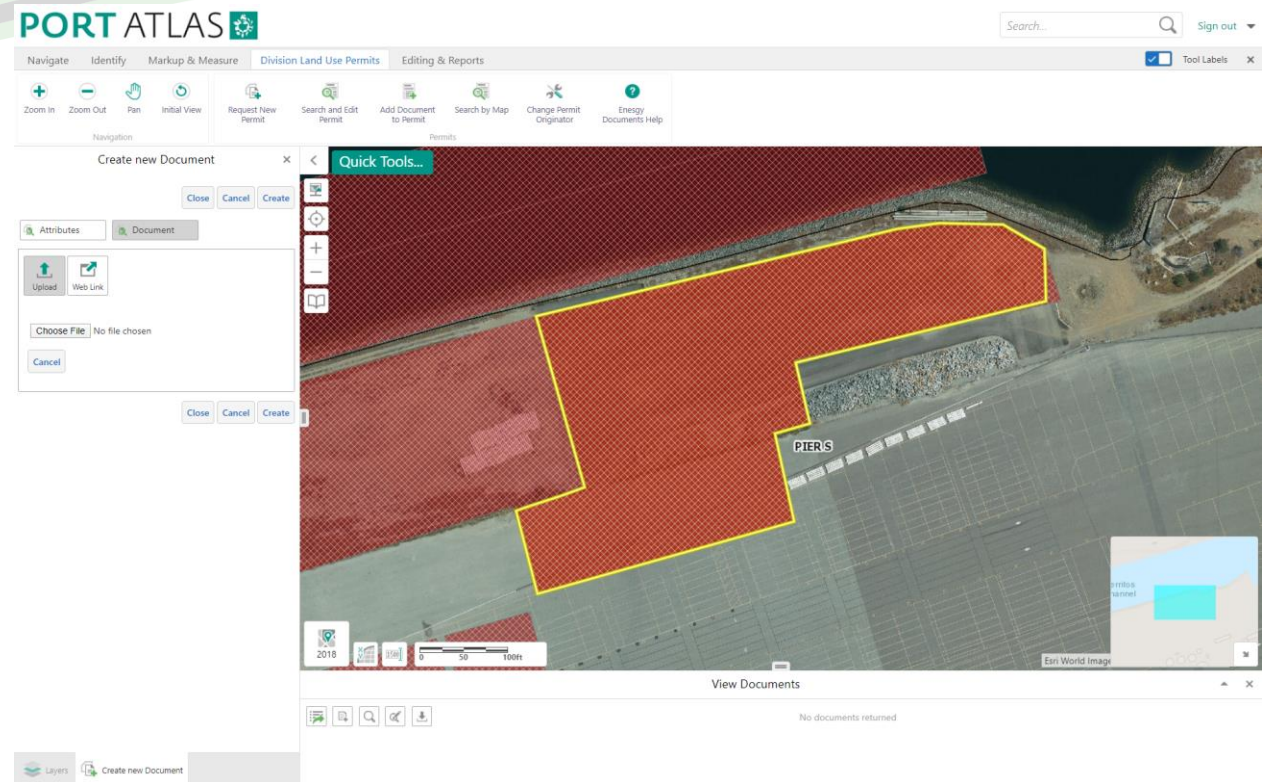 PORT ATLAS
Search...
Sign out
Navigate Identify Markup & Measure Division Land Use Permits Editing & Reports
Tool Labels
Zoom In Zoom Out Pan Initial View
Request New Permit
Search and Edit Permit
Add Document to Permit
Search by Map
Change Permit Originator
Enesgy Documents Help
Navigation
Permits
Create new Document
Close Cancel Create
Attributes Document
Upload Web Link
Choose File No file chosen
Cancel
Close Cancel Create
Quick Tools...
PIER S
2018
0 50 100ft
Esri World Image
erritos
hannel
View Documents
No documents returned
Layers Create new Document